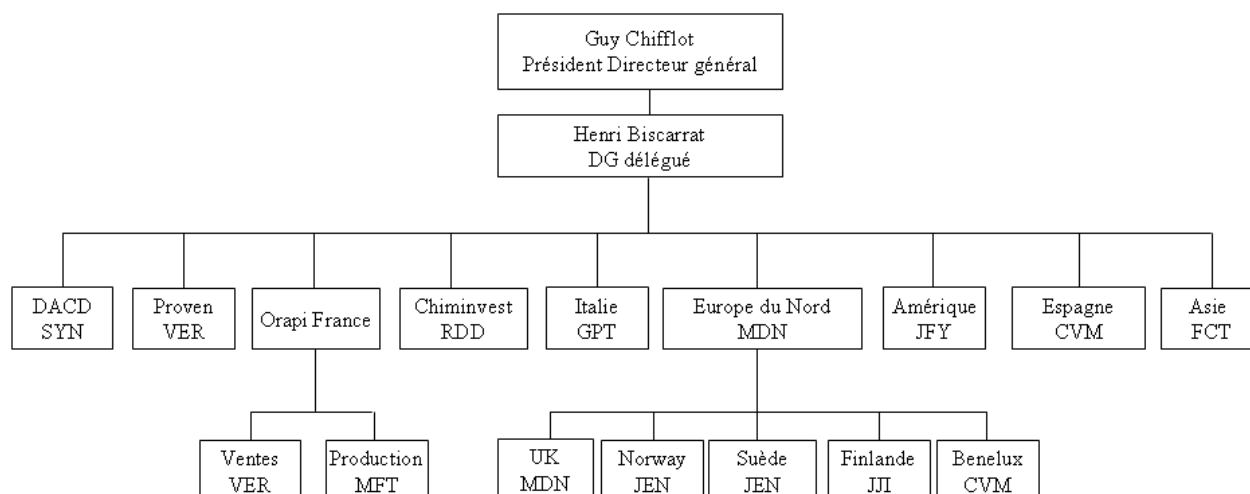 Guy Chifflot
Président Directeur général
Henri Biscarrat
DG délégué
DACD
SYN
Proven
VER
Orapi France
Chiminvest
RDD
Italie
GPT
Europe du Nord
MDN
Amérique
JFY
Espagne
CVM
Asie
FCT
Ventes
VER
Production
MFT
UK
MDN
Norway
JEN
Suède
JEN
Finlande
JJI
Benelux
CVM